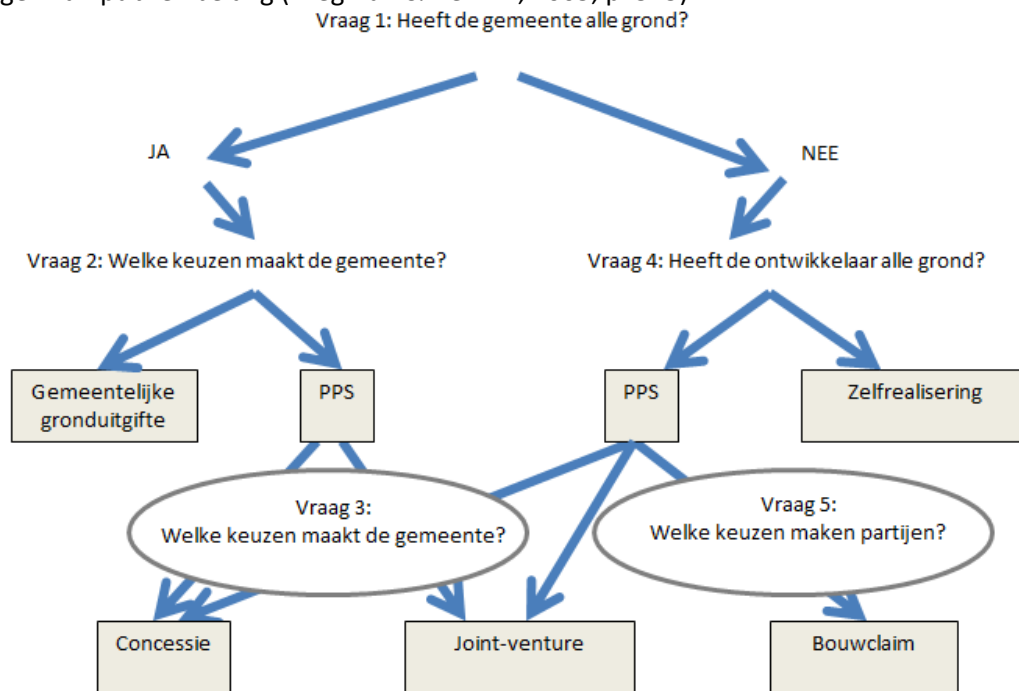 Vraag 1: Heeft de gemeente alle grond?
JA
NEE
Vraag 2: Welke keuzen maakt de gemeente?
Vraag 4: Heeft de ontwikkelaar alle grond?
Gemeentelijke
gronduitgifte
PPS
PPS
Zelfrealisering
Vraag 3:
Welke keuzen maakt de gemeente?
Vraag 5:
Welke keuzen maken partijen?
Concessie
Joint-venture
Bouwclaim